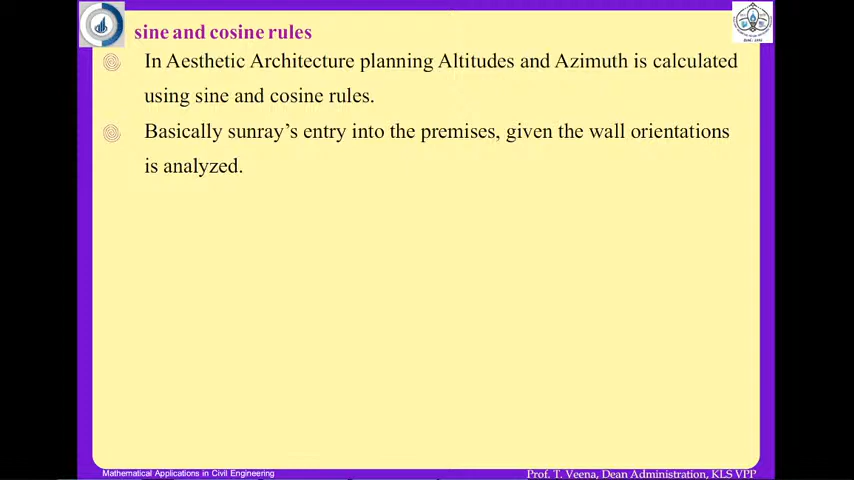 sine and cosine rules
In Aesthetic Architecture planning Altitudes and Azimuth is calculated
using sine and cosine rules.
Basically sunray’s entry into the premises, given the wall orientations
is analyzed.
Mathematical Applications in Civil Engineering
Prof. T. Veena, Dean Administration, KLS VPP